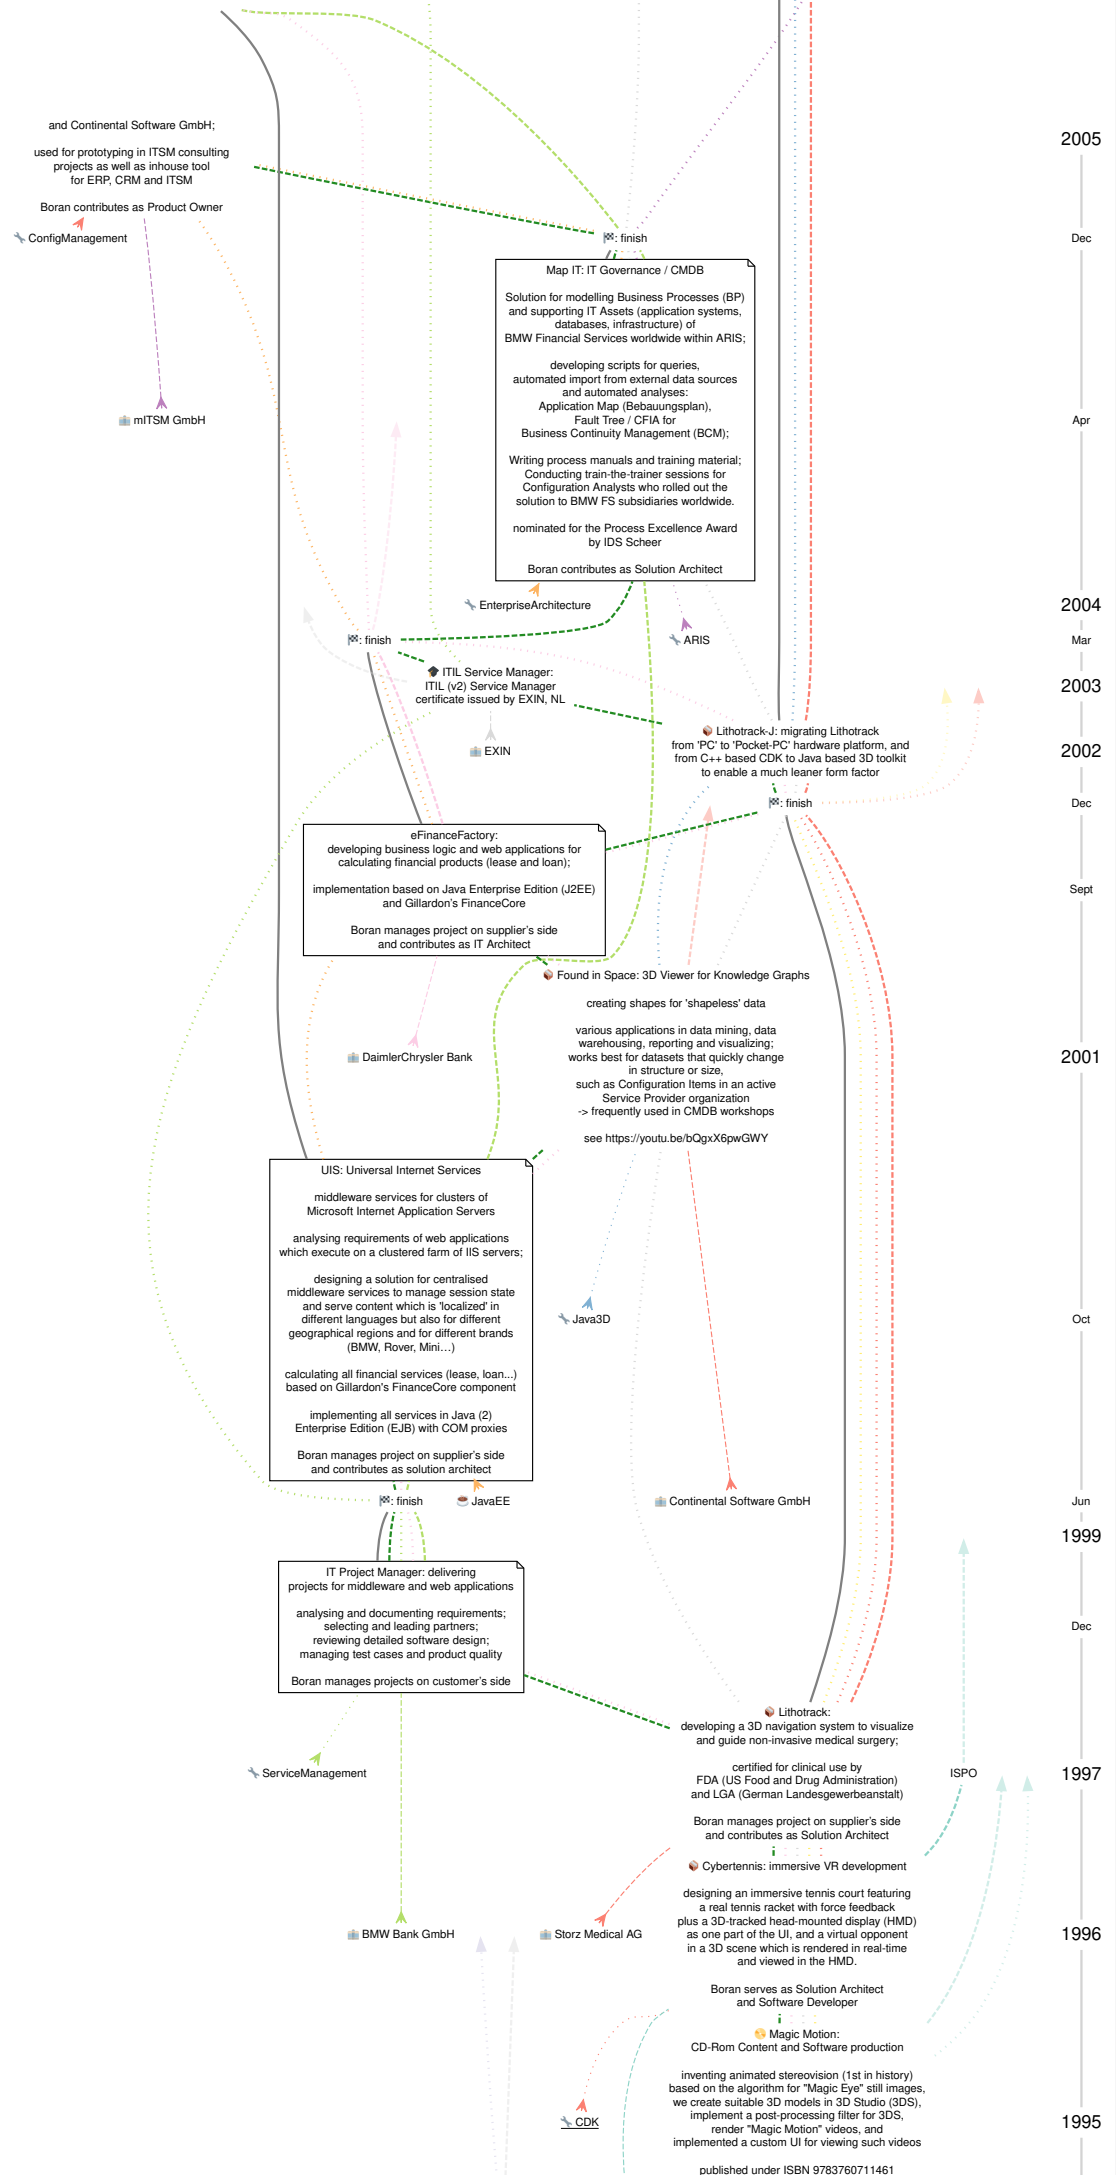 and Continental Software GmbH;
used for prototyping in ITSM consulting
projects as well as inhouse tool
for ERP, CRM and ITSM
Boran contributes as Product Owner
2005
ConfigManagement
: finish
Dec
Map IT: IT Governance / CMDB
Solution for modelling Business Processes (BP)
and supporting IT Assets (application systems,
databases, infrastructure) of
BMW Financial Services worldwide within ARIS;
developing scripts for queries,
automated import from external data sources
and automated analyses:
Application Map (Bebauungsplan),
Fault Tree / CFIA for
Business Continuity Management (BCM);
Writing process manuals and training material;
Conducting train-the-trainer sessions for
Configuration Analysts who rolled out the
solution to BMW FS subsidiaries worldwide.
nominated for the Process Excellence Award
by IDS Scheer
Boran contributes as Solution Architect
mITSM GmbH
Apr
EnterpriseArchitecture
2004
: finish
ARIS
Mar
ITIL Service Manager:
ITIL (v2) Service Manager
certificate issued by EXIN, NL
2003
EXIN
Lithotrack-J: migrating Lithotrack
from 'PC' to 'Pocket-PC' hardware platform, and
from C++ based CDK to Java based 3D toolkit
to enable a much leaner form factor
2002
: finish
Dec
eFinanceFactory:
developing business logic and web applications for
calculating financial products (lease and loan);
implementation based on Java Enterprise Edition (J2EE)
and Gillardon's FinanceCore
Boran manages project on supplier's side
and contributes as IT Architect
Sept
Found in Space: 3D Viewer for Knowledge Graphs
creating shapes for 'shapeless' data
various applications in data mining, data
warehousing, reporting and visualizing;
works best for datasets that quickly change
in structure or size,
such as Configuration Items in an active
Service Provider organization
-> frequently used in CMDB workshops
see https://youtu.be/bQgxX6pwGWY
DaimlerChrysler Bank
2001
UIS: Universal Internet Services
middleware services for clusters of
Microsoft Internet Application Servers
analysing requirements of web applications
which execute on a clustered farm of IIS servers;
designing a solution for centralised
middleware services to manage session state
and serve content which is 'localized' in
different languages but also for different
geographical regions and for different brands
(BMW, Rover, Mini…)
calculating all financial services (lease, loan...)
based on Gillardon's FinanceCore component
implementing all services in Java (2)
Enterprise Edition (EJB) with COM proxies
Boran manages project on supplier's side
and contributes as solution architect
Java3D
Oct
: finish
JavaEE
Continental Software GmbH
Jun
1999
IT Project Manager: delivering
projects for middleware and web applications
analysing and documenting requirements;
selecting and leading partners;
reviewing detailed software design;
managing test cases and product quality
Boran manages projects on customer's side
Dec
Lithotrack:
developing a 3D navigation system to visualize
and guide non-invasive medical surgery;
certified for clinical use by
FDA (US Food and Drug Administration)
and LGA (German Landesgewerbeanstalt)
Boran manages project on supplier's side
and contributes as Solution Architect
ServiceManagement
ISPO
1997
Cybertennis: immersive VR development
designing an immersive tennis court featuring
a real tennis racket with force feedback
plus a 3D-tracked head-mounted display (HMD)
as one part of the UI, and a virtual opponent
in a 3D scene which is rendered in real-time
and viewed in the HMD.
Boran serves as Solution Architect
and Software Developer
BMW Bank GmbH
Storz Medical AG
1996
Magic Motion:
CD-Rom Content and Software production
inventing animated stereovision (1st in history)
based on the algorithm for "Magic Eye" still images,
we create suitable 3D models in 3D Studio (3DS),
implement a post-processing filter for 3DS,
render "Magic Motion" videos, and
implemented a custom UI for viewing such videos
published under ISBN 9783760711461
CDK
1995